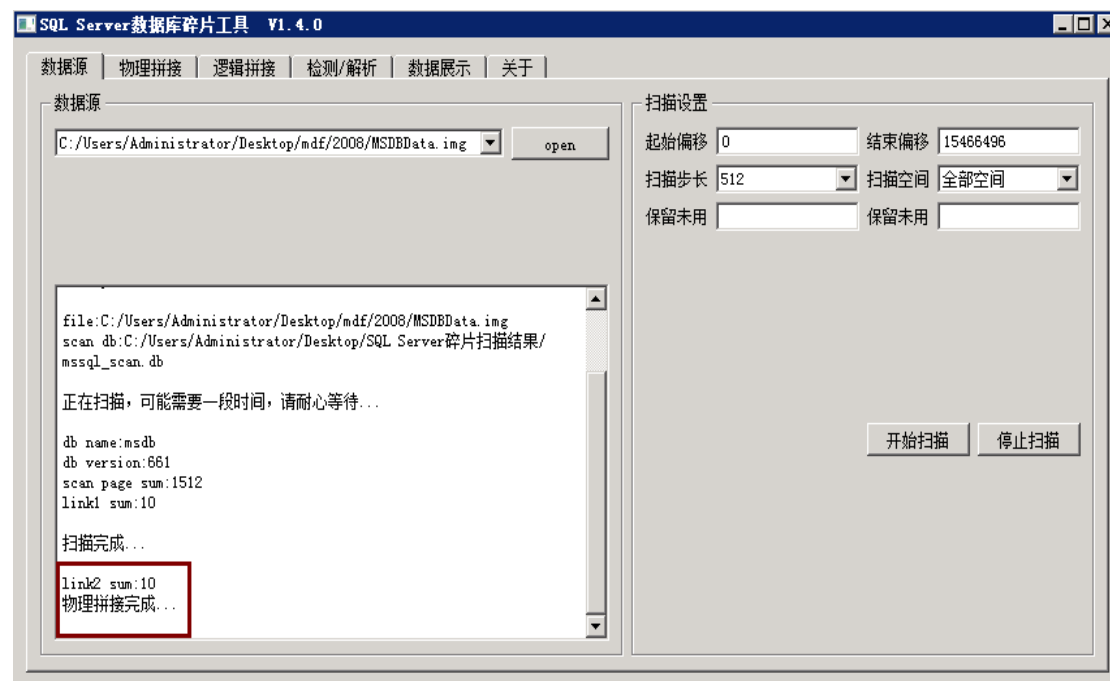 SQL Server数据库碎片工具 V1.4.0
数据源 物理拼接 逻辑拼接 检测/解析 数据展示 关于
数据源
C:/Users/Administrator/Desktop/mdf/2008/MSDBData.img open
file:C:/Users/Administrator/Desktop/mdf/2008/MSDBData.img
scan db:C:/Users/Administrator/Desktop/SQL Server碎片扫描结果/
mssql_scan.db
正在扫描，可能需要一段时间，请耐心等待...
db name:msdb
db version:661
scan page sum:1512
link1 sum:10
扫描完成...
link2 sum:10
物理拼接完成...
扫描设置
起始偏移 0 结束偏移 15466496
扫描步长 512 扫描空间 全部空间
保留未用 保留未用
开始扫描 停止扫描